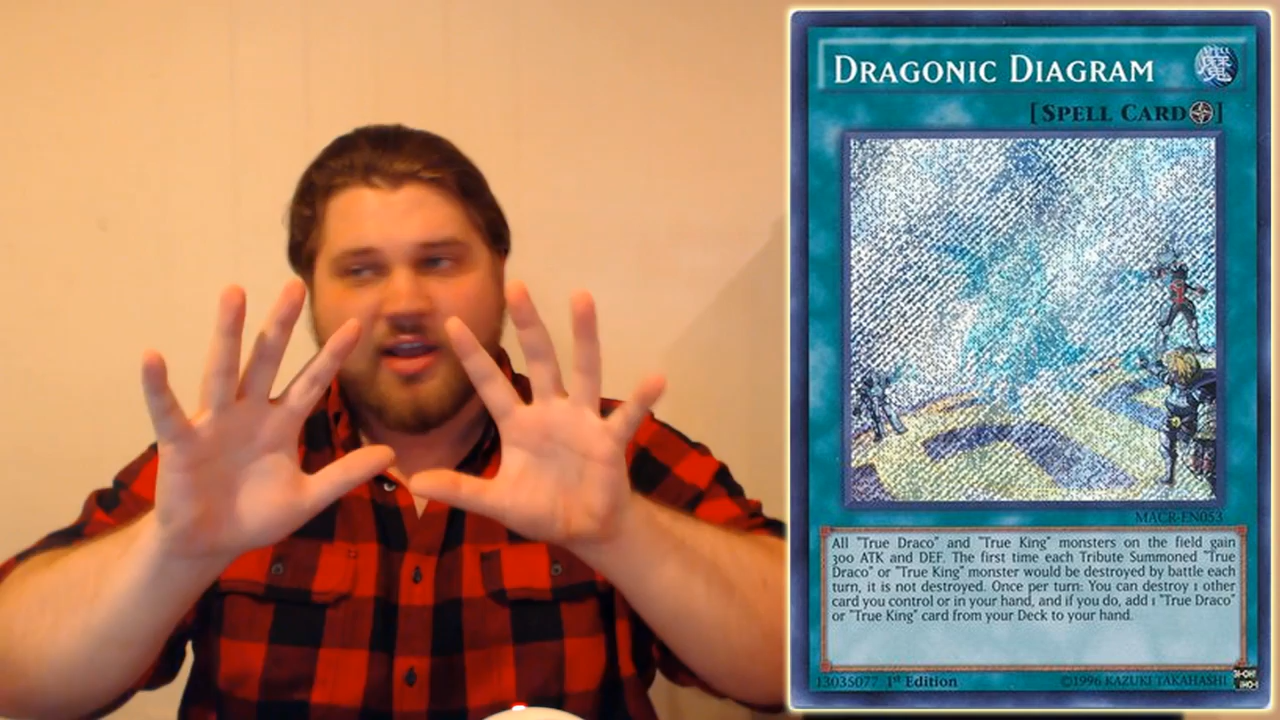 DRAGONIC DIAGRAM
魔
[SPELL CARD]
MACR-EN053
All "True Draco" and "True King" monsters on the field gain
300 ATK and DEF. The first time each Tribute Summoned "True
Draco" or "True King" monster would be destroyed by battle each
turn, it is not destroyed. Once per turn: You can destroy 1 other
card you control or in your hand, and if you do, add 1 "True Draco"
or "True King" card from your Deck to your hand.
13035077 1st Edition
©1996 KAZUKI TAKAHASHI